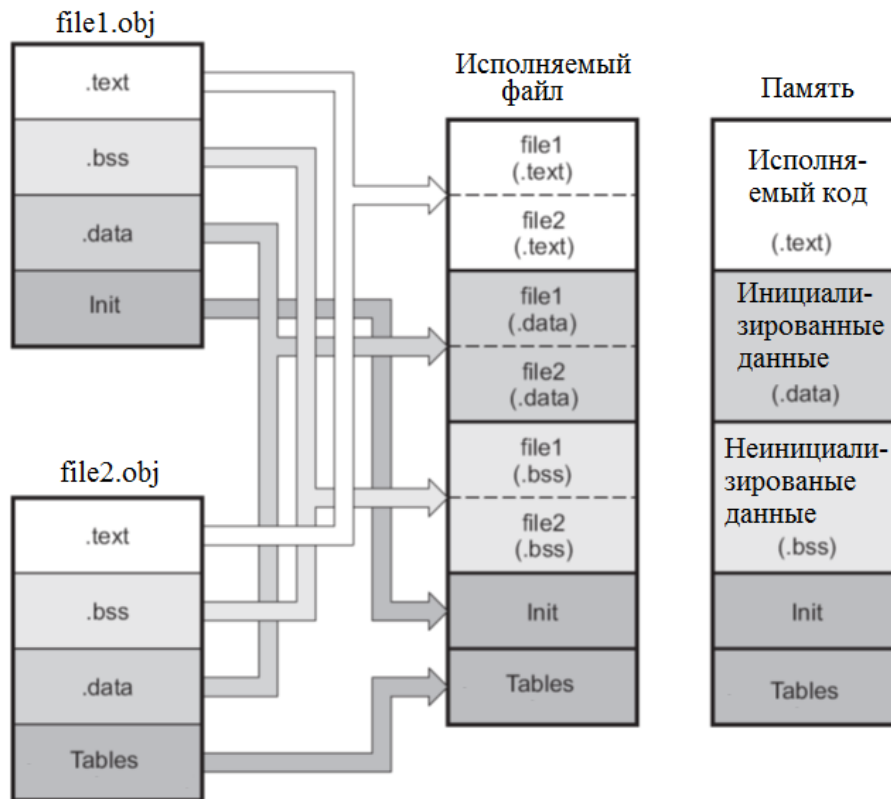 file1.obj
.text
.bss
.data
Init
file2.obj
.text
.bss
.data
Tables
Исполняемый
файл
file1
(.text)
file2
(.text)
file1
(.data)
file2
(.data)
file1
(.bss)
file2
(.bss)
Init
Tables
Память
Исполня-
емый код
(.text)
Инициали-
зированные
данные
(.data)
Неинициали-
зированые
данные
(.bss)
Init
Tables